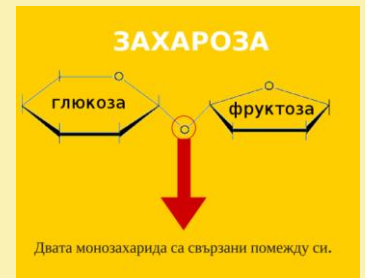 ЗАХАРОЗА
глюкоза
фруктоза
Двата монозахарида са свързани помежду си.